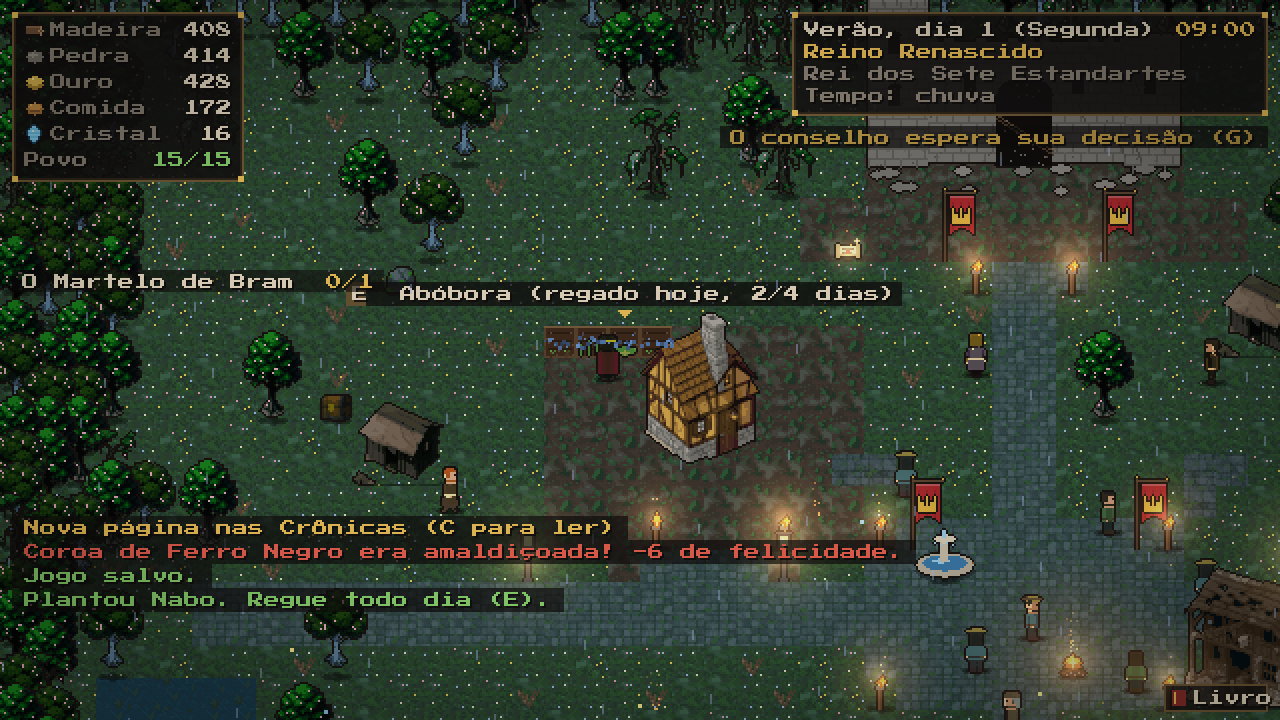 Madeira 408
Pedra 414
Ouro 428
Comida 172
Cristal 16
Povo 15/15
Verão, dia 1 (Segunda) 09:00
Reino Renascido
Rei dos Sete Estandartes
Tempo: chuva
O conselho espera sua decisão (G)
O Martelo de Bram 0/1
E Abóbora (regado hoje, 2/4 dias)
Nova página nas Crônicas (C para ler)
Coroa de Ferro Negro era amaldiçoada! -6 de felicidade.
Jogo salvo.
Plantou Nabo. Regue todo dia (E).
Livro